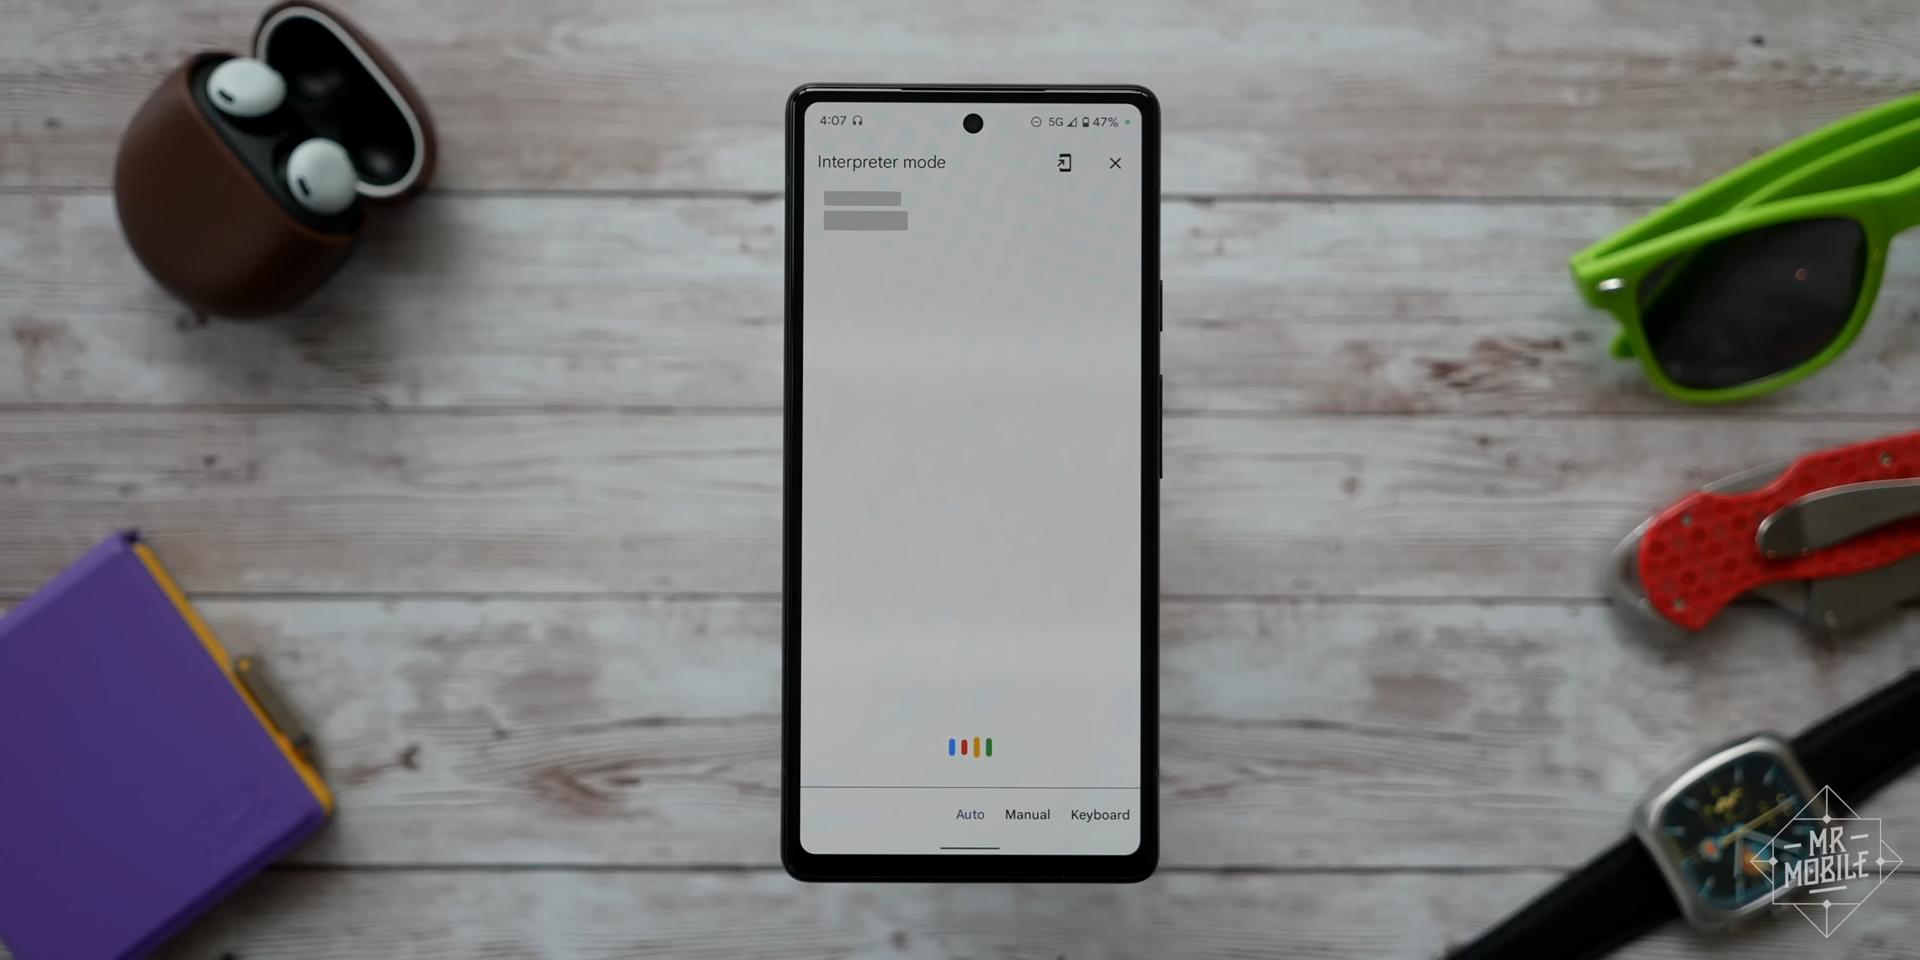 4:07 5G 47%
Interpreter mode
Auto Manual Keyboard
MR
MOBILE